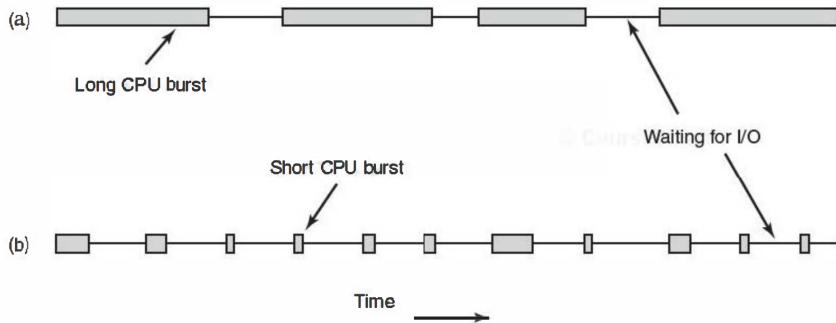 (a)
Long CPU burst
Waiting for I/O
Short CPU burst
(b)
Time